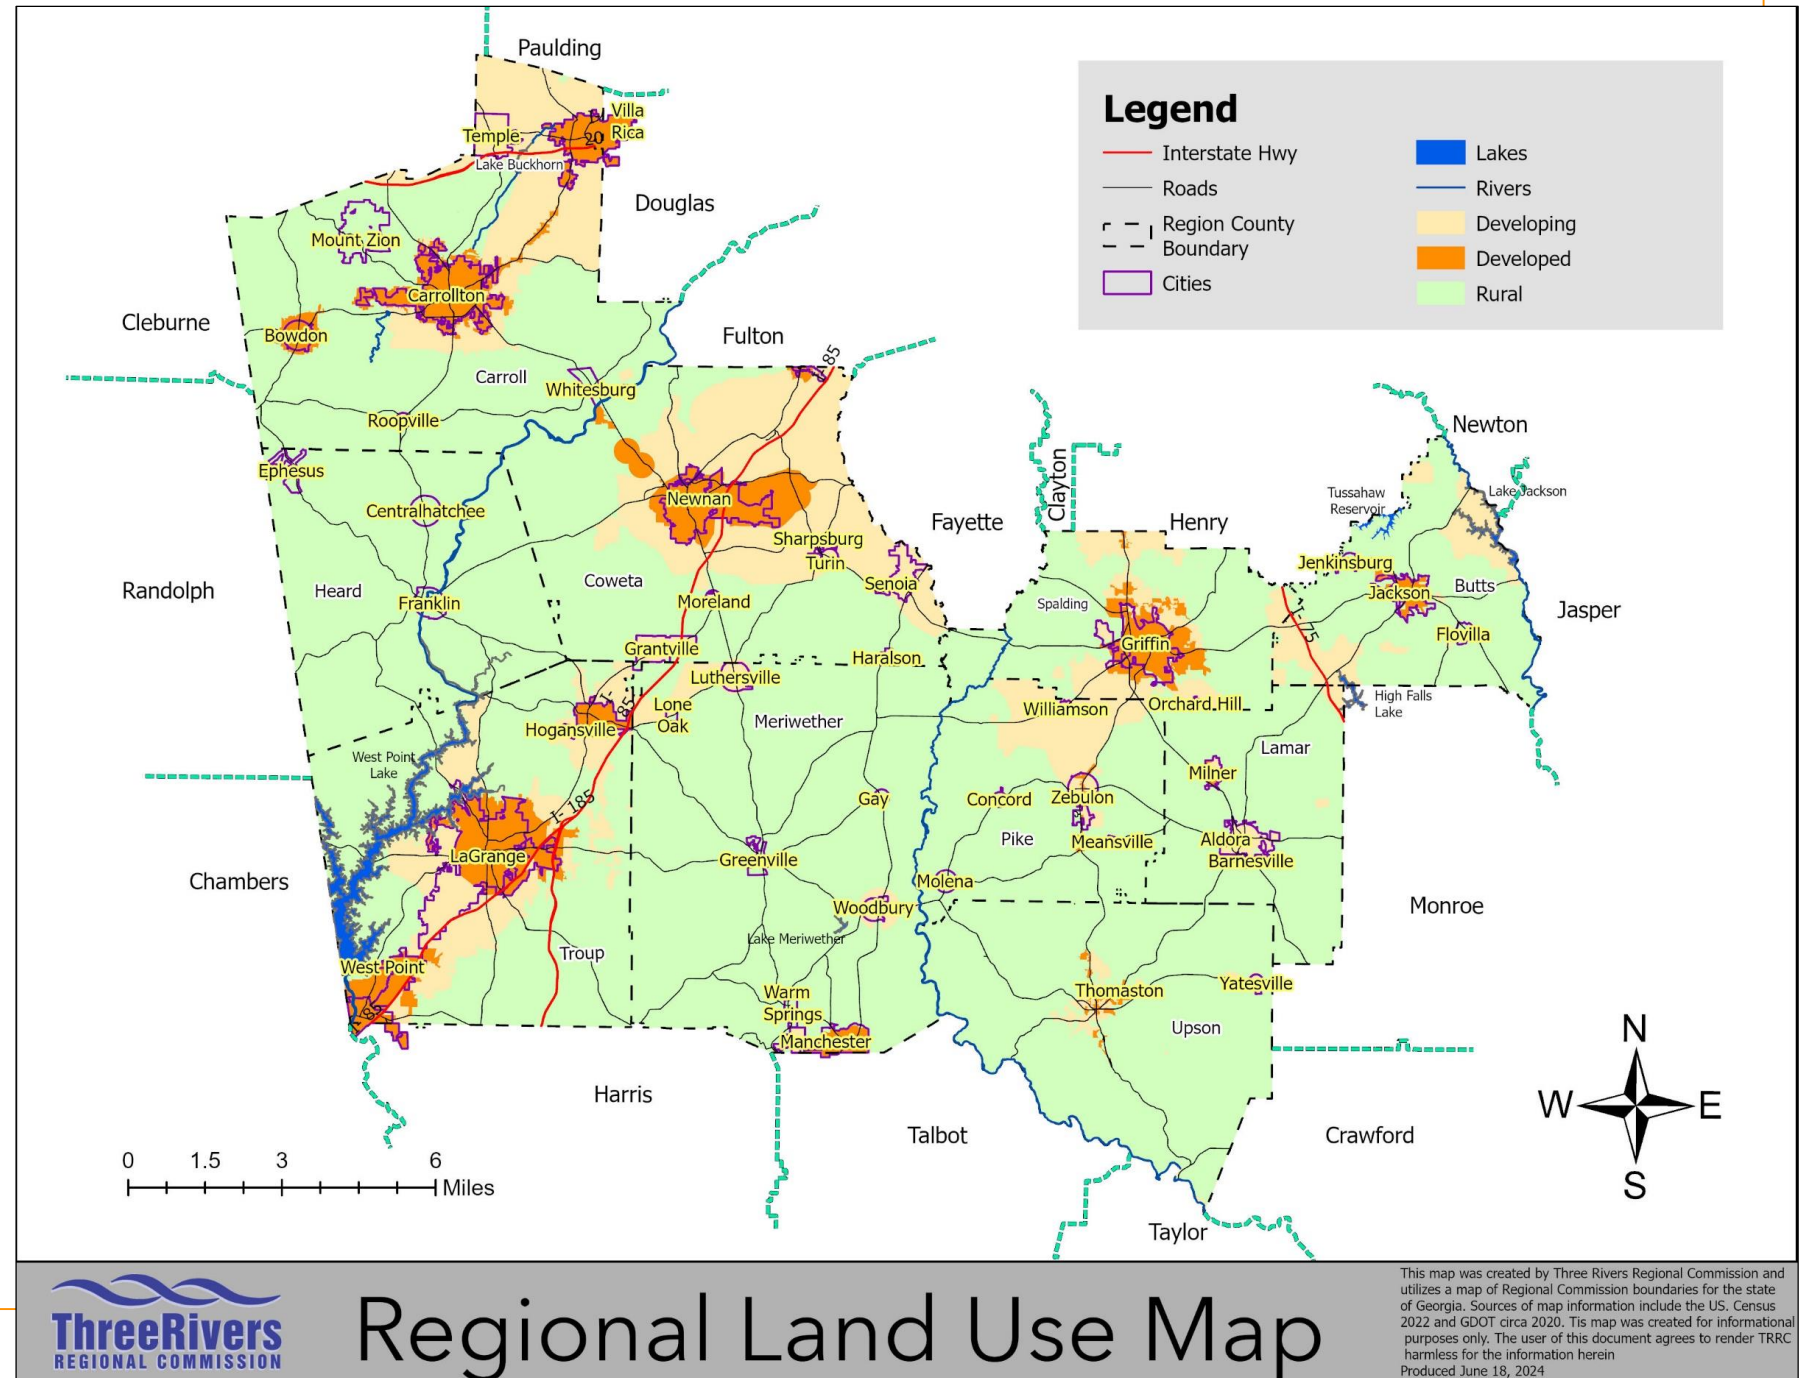 Paulding
Villa
Rica
Temple
20
Lake Buckhorn
Douglas
Mount Zion
Carrollton
Cleburne
Bowdon
Fulton
I-85
Carroll
Whitesburg
Roopville
Ephesus
Centralhatchee
Newnan
Sharpsburg
Turin
Fayette
Senoia
Randolph
Heard
Coweta
Franklin
Moreland
Grantville
Haralson
Luthersville
I-85
Lone
Oak
Hogansville
Meriwether
West Point
Lake
I-185
Gay
LaGrange
Greenville
Chambers
Woodbury
Lake Meriwether
Troup
West Point
I-85
Warm
Springs
Manchester
Harris
Talbot
Legend
Interstate Hwy
Roads
Region County
Boundary
Cities
Lakes
Rivers
Developing
Developed
Rural
Newton
Clayton
Henry
Tussahaw
Reservoir
Lake Jackson
Jenkinsburg
Jackson
Butts
Jasper
Spalding
I-75
Griffin
Flovilla
High Falls
Lake
Williamson
Orchard Hill
Lamar
Milner
Concord
Zebulon
Pike
Meansville
Aldora
Barnesville
Molena
Monroe
Thomaston
Yatesville
Upson
Crawford
Taylor
N
W
E
S
0 1.5 3 6
Miles
ThreeRivers
REGIONAL COMMISSION
Regional Land Use Map
This map was created by Three Rivers Regional Commission and
utilizes a map of Regional Commission boundaries for the state
of Georgia. Sources of map information include the US. Census
2022 and GDOT circa 2020. Tis map was created for informational
purposes only. The user of this document agrees to render TRRC
harmless for the information herein
Produced June 18, 2024